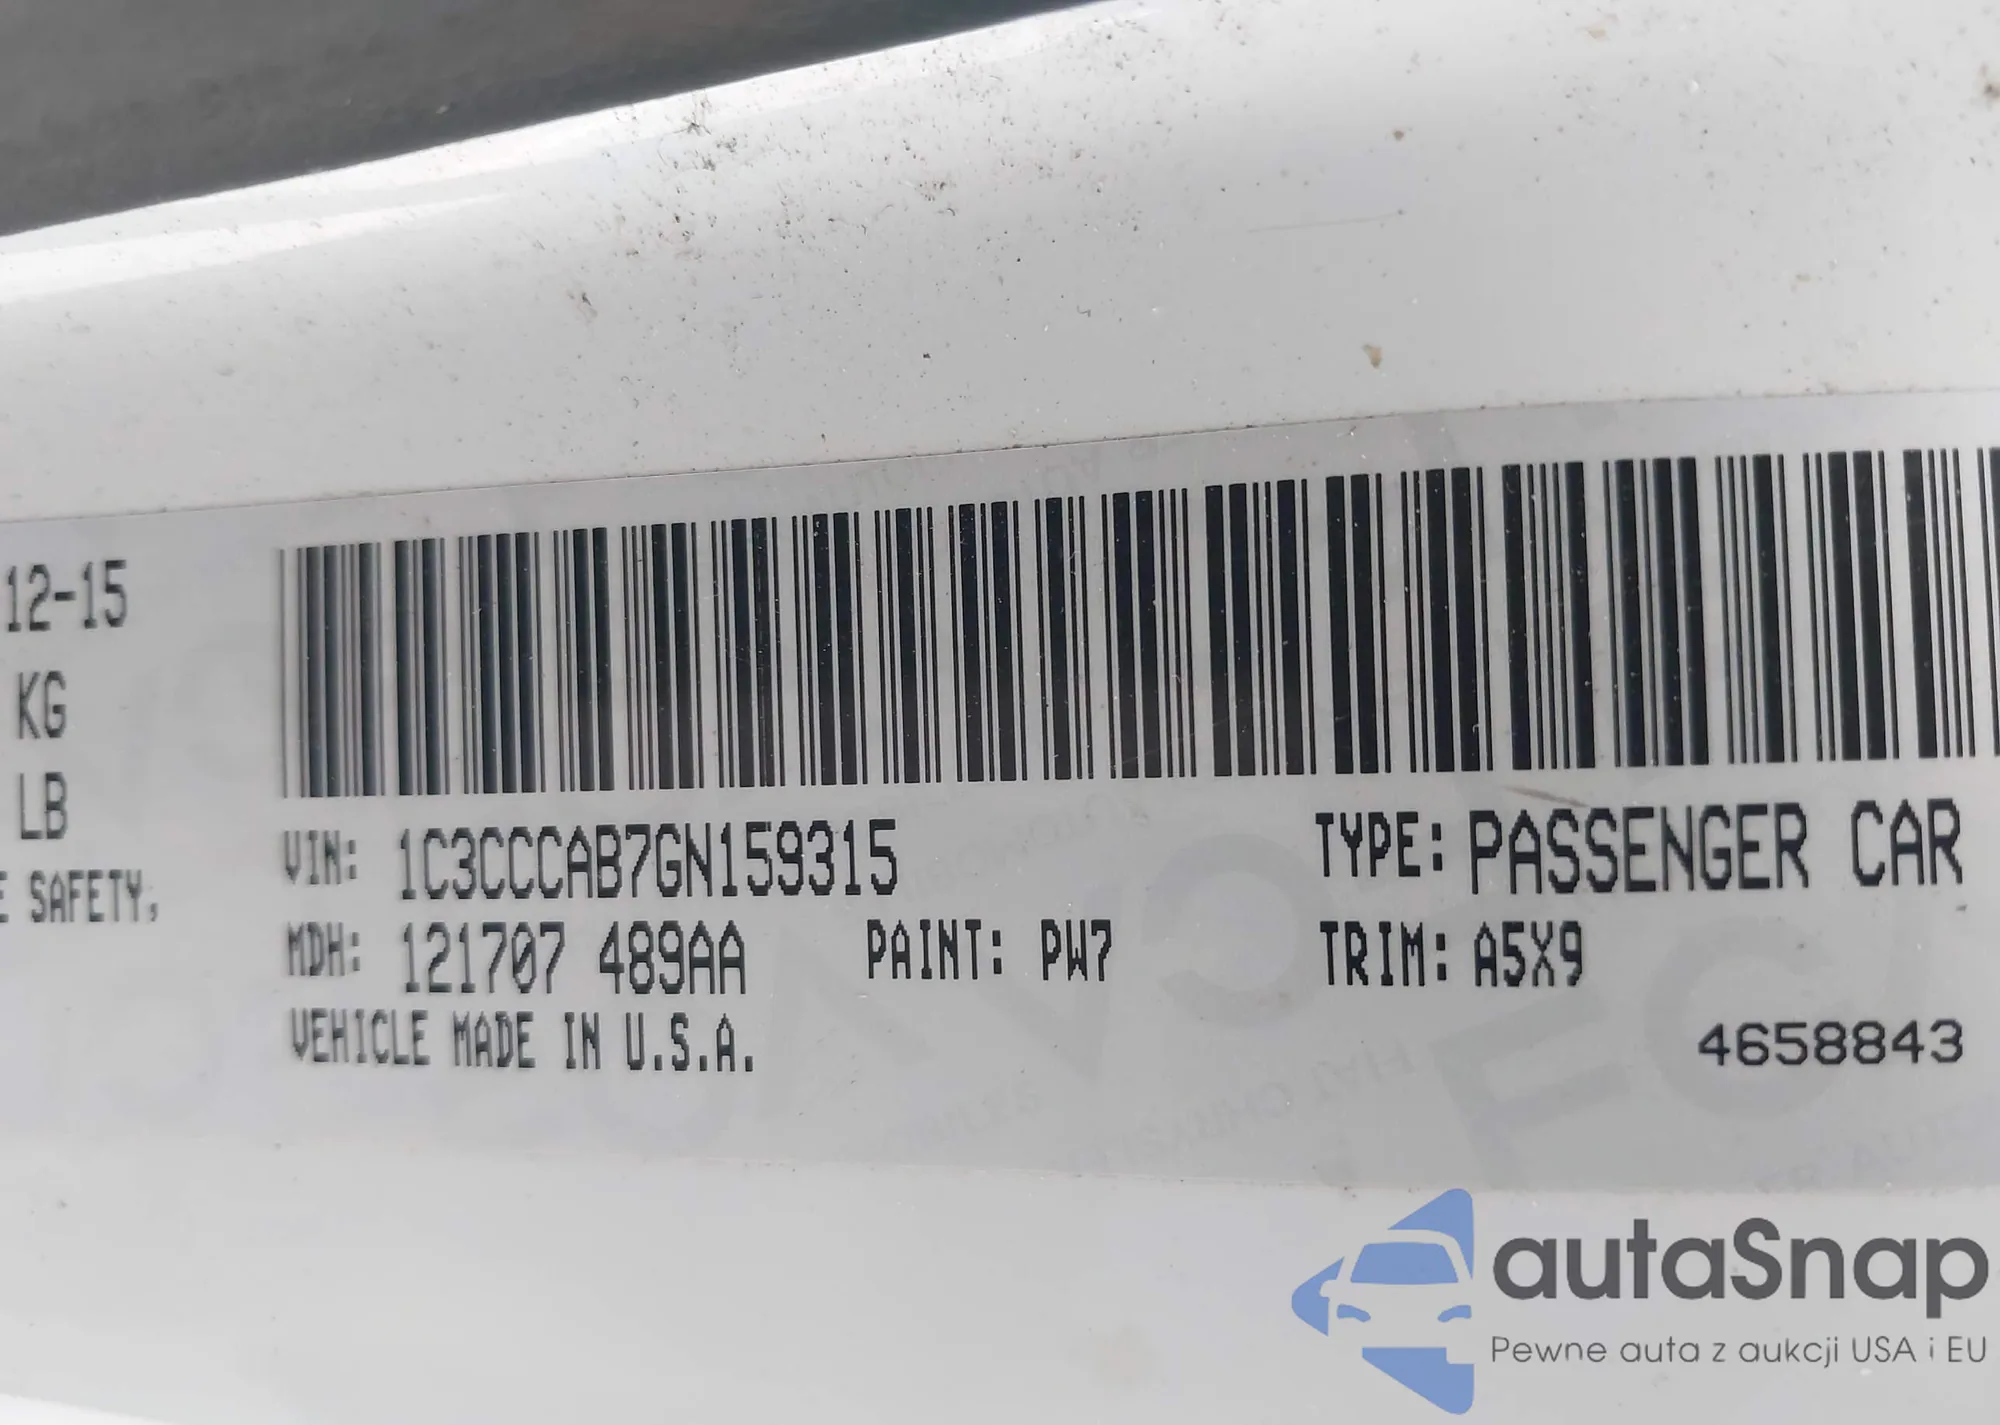 12-15
KG
LB
E SAFETY,
VIN: 1C3CCCAB7GN159315
TYPE: PASSENGER CAR
MDH: 121707 489AA
PAINT: PW7
TRIM: A5X9
VEHICLE MADE IN U.S.A.
4658843
autaSnap
Pewne auta z aukcji USA i EU